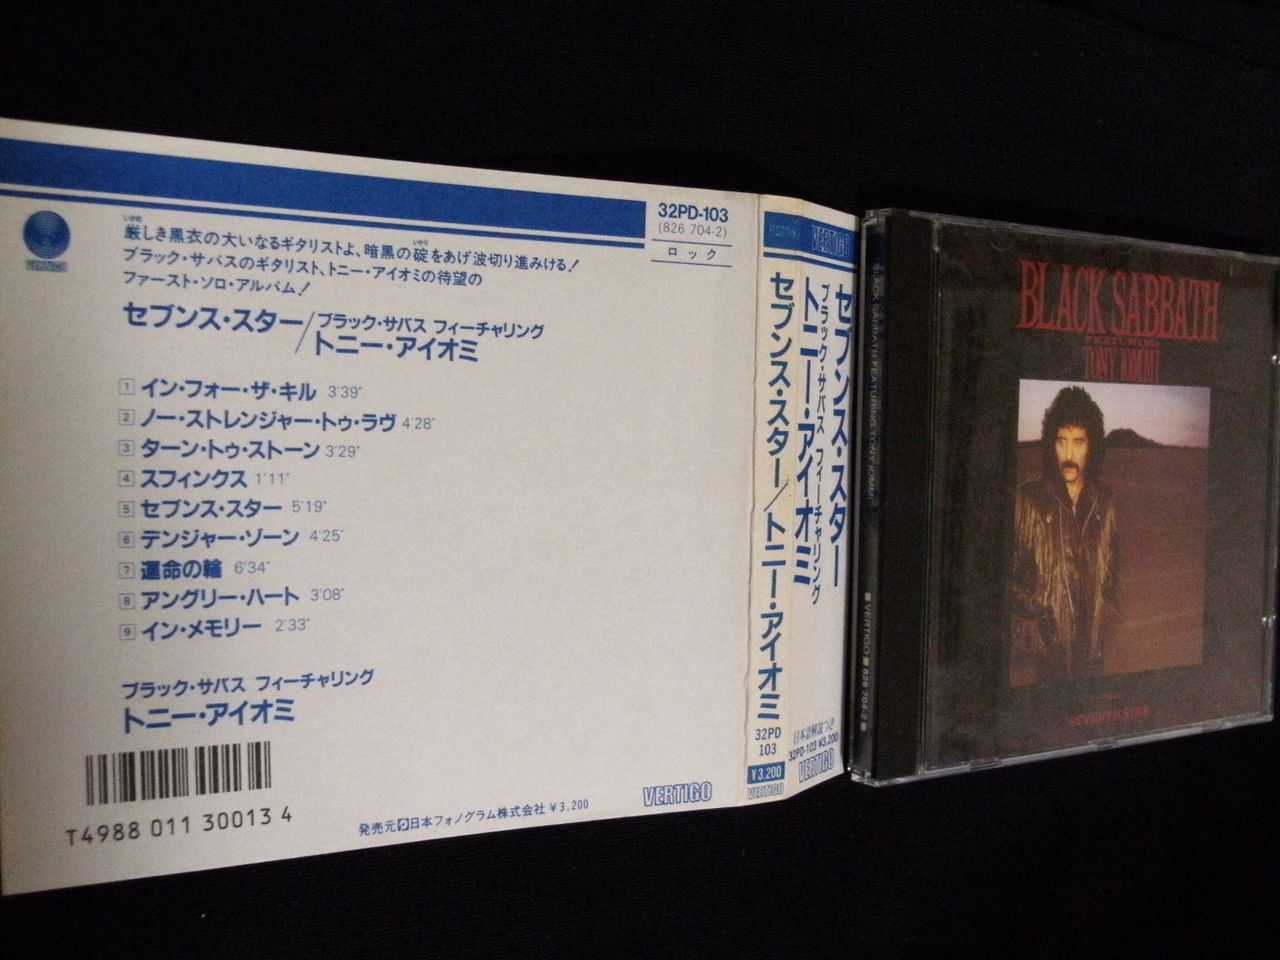 32PD-103
(826 704-2)
ロック
VERTIGO
いかめ いかり
厳しき黒衣の大いなるギタリストよ、暗黒の碇をあげ波切り進みける!
ブラック・サバスのギタリスト、トニー・アイオミの待望の
ファースト・ソロ・アルバム!
セブンス・スター/ブラック・サバス フィーチャリング
トニー・アイオミ
1 イン・フォー・ザ・キル 3'39"
2 ノー・ストレンジャー・トゥ・ラヴ 4'28"
3 ターン・トゥ・ストーン 3'29"
4 スフィンクス 1'11"
5 セブンス・スター 5'19"
6 デンジャー・ゾーン 4'25"
7 運命の輪 6'34"
8 アングリー・ハート 3'08"
9 イン・メモリー 2'33"
ブラック・サバス フィーチャリング
トニー・アイオミ
T4988 011 30013 4
発売元 日本フォノグラム株式会社 ¥3,200
VERTIGO
セブンス・スター/トニー・アイオミ
32PD
103
¥3,200
VERTIGO
VERTIGO
セブンス・スター
ブラック・サバス フィーチャリング
トニー・アイオミ
日本語解説つき
32PD-103 ¥3,200
VERTIGO
BLACK SABBATH FEATURING TONY IOMMI
■ VERTIGO ■ 826 704-2 ■
BLACK SABBATH
FEATURING
TONY IOMMI
SEVENTH STAR